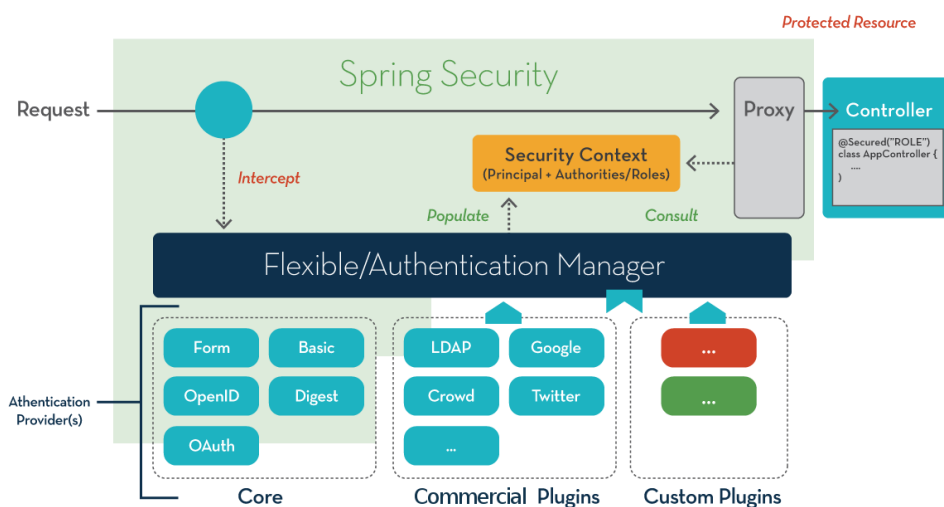 Protected Resource
Spring Security
Request
Proxy
Controller
@Secured("ROLE")
class AppController {
....
}
Security Context
(Principal + Authorities/Roles)
Intercept
Populate
Consult
Flexible/Authentication Manager
Form
Basic
LDAP
Google
...
OpenID
Digest
Crowd
Twitter
...
Athentication
Provider(s)
OAuth
...
Core
Commercial Plugins
Custom Plugins